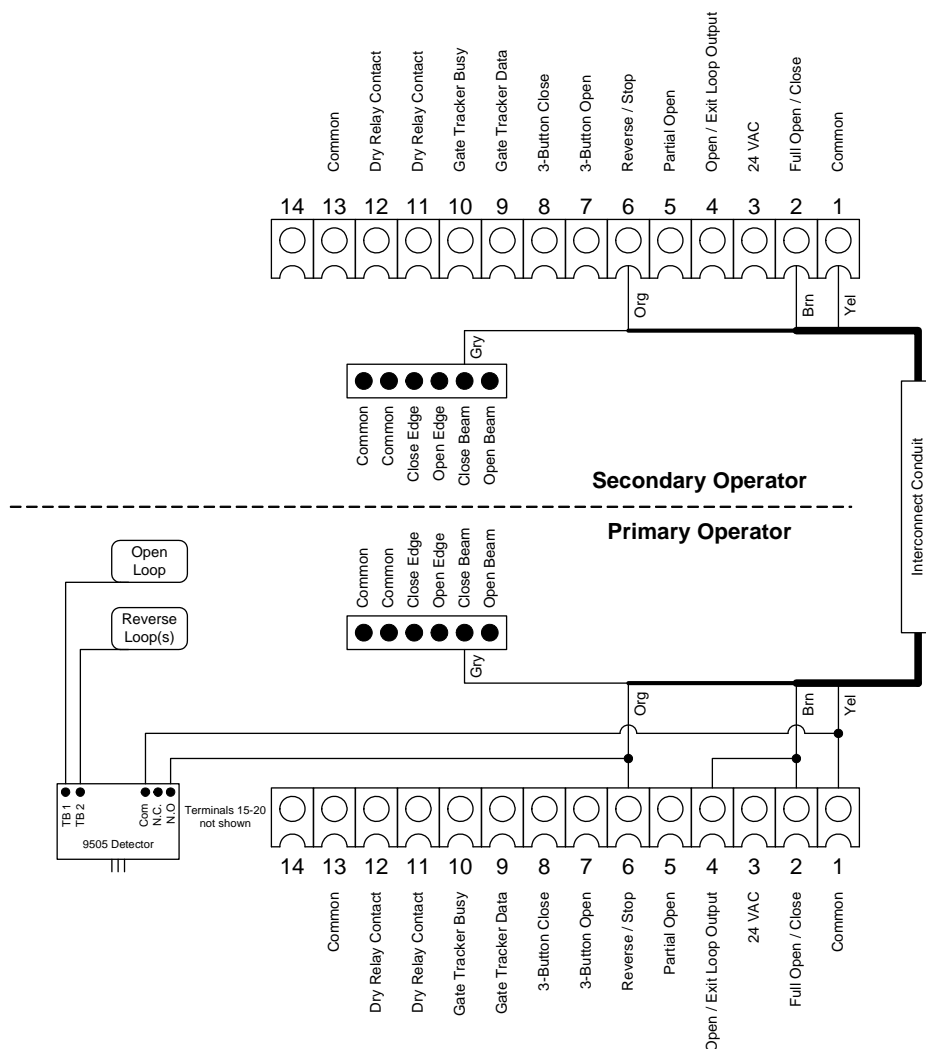 Common
Dry Relay Contact
Dry Relay Contact
Gate Tracker Busy
Gate Tracker Data
3-Button Close
3-Button Open
Reverse / Stop
Partial Open
Open / Exit Loop Output
24 VAC
Full Open / Close
Common
14 13 12 11 10 9 8 7 6 5 4 3 2 1
Org
Brn
Yel
Gry
Common
Common
Close Edge
Open Edge
Close Beam
Open Beam
Interconnect Conduit
Secondary Operator
Primary Operator
Open
Loop
Reverse
Loop(s)
Common
Common
Close Edge
Open Edge
Close Beam
Open Beam
Gry
Org
Brn
Yel
TB 1
TB 2
Com
N.C.
N.O
9505 Detector
Terminals 15-20
not shown
14 13 12 11 10 9 8 7 6 5 4 3 2 1
Common
Dry Relay Contact
Dry Relay Contact
Gate Tracker Busy
Gate Tracker Data
3-Button Close
3-Button Open
Reverse / Stop
Partial Open
Open / Exit Loop Output
24 VAC
Full Open / Close
Common